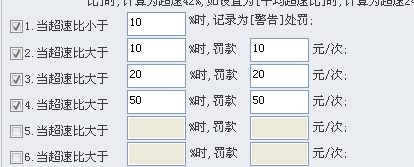 比]时,计算为超速42%,如设置为[平均超速比]时,计算为超速24
1.当超速比小于 10 %时,记录为[警告]处罚;
2.当超速比大于 10 %时,罚款 10 元/次;
3.当超速比大于 20 %时,罚款 20 元/次;
4.当超速比大于 50 %时,罚款 50 元/次;
5.当超速比大于 %时,罚款 元/次;
6.当超速比大于 %时,罚款 元/次;